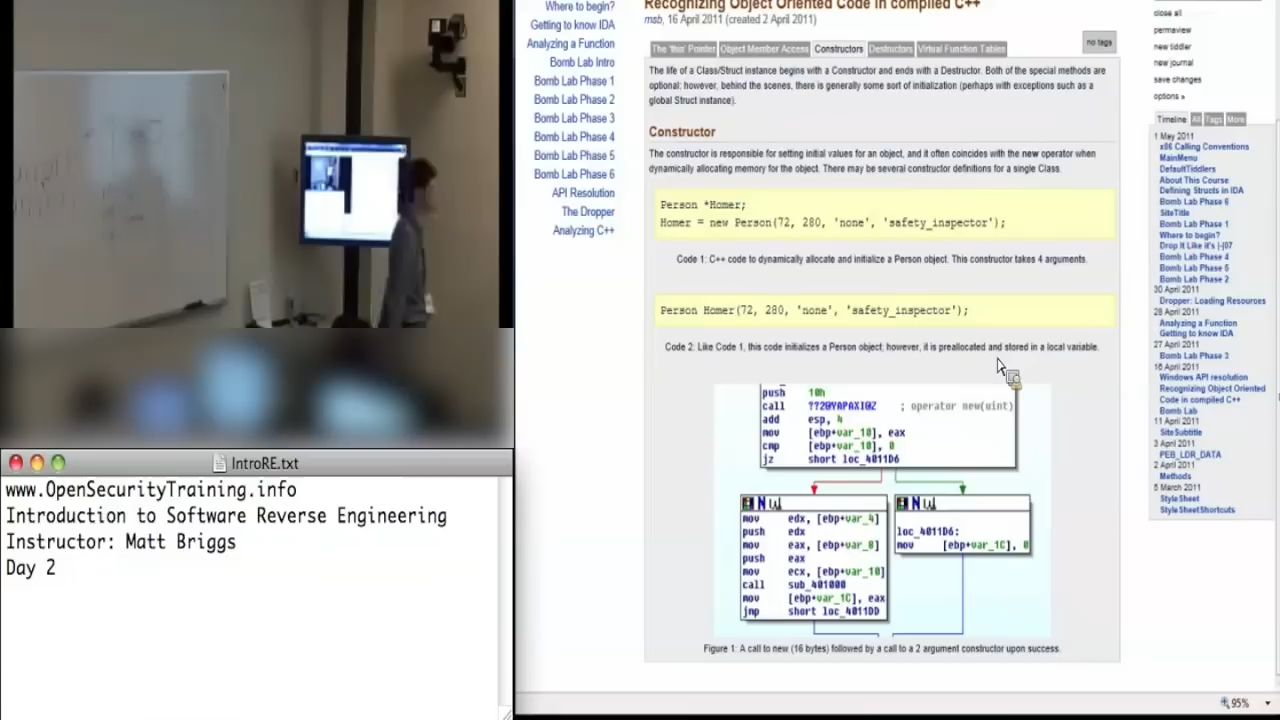 Where to begin?
Getting to know IDA
Analyzing a Function
Bomb Lab Intro
Bomb Lab Phase 1
Bomb Lab Phase 2
Bomb Lab Phase 3
Bomb Lab Phase 4
Bomb Lab Phase 5
Bomb Lab Phase 6
API Resolution
The Dropper
Analyzing C++
Recognizing Object Oriented Code in compiled C++
msb, 16 April 2011 (created 2 April 2011)
no tags
The 'this' Pointer Object Member Access Constructors Destructors Virtual Function Tables
The life of a Class/Struct instance begins with a Constructor and ends with a Destructor. Both of the special methods are
optional; however, behind the scenes, there is generally some sort of initialization (perhaps with exceptions such as a
global Struct instance).
Constructor
The constructor is responsible for setting initial values for an object, and it often coincides with the new operator when
dynamically allocating memory for the object. There may be several constructor definitions for a single Class.
Person *Homer;
Homer = new Person(72, 280, 'none', 'safety_inspector');
Code 1: C++ code to dynamically allocate and initialize a Person object. This constructor takes 4 arguments.
Person Homer(72, 280, 'none', 'safety_inspector');
Code 2: Like Code 1, this code initializes a Person object; however, it is preallocated and stored in a local variable.
push 10h
call ??2@YAPAXI@Z ; operator new(uint)
add esp, 4
mov [ebp+var_10], eax
cmp [ebp+var_10], 0
jz short loc_4011D6
mov edx, [ebp+var_4]
push edx
mov eax, [ebp+var_8]
push eax
mov ecx, [ebp+var_10]
call sub_401000
mov [ebp+var_1C], eax
jmp short loc_4011DD
loc_4011D6:
mov [ebp+var_1C], 0
Figure 1: A call to new (16 bytes) followed by a call to a 2 argument constructor upon success.
close all
permaview
new tiddler
new journal
save changes
options »
Timeline All Tags More
1 May 2011
x86 Calling Conventions
MainMenu
DefaultTiddlers
About This Course
Defining Structs in IDA
Bomb Lab Phase 6
SiteTitle
Bomb Lab Phase 1
Where to begin?
Drop It Like it's |-|07
Bomb Lab Phase 4
Bomb Lab Phase 5
Bomb Lab Phase 2
30 April 2011
Dropper: Loading Resources
28 April 2011
Analyzing a Function
Getting to know IDA
27 April 2011
Bomb Lab Phase 3
16 April 2011
Windows API resolution
Recognizing Object Oriented
Code in compiled C++
Bomb Lab
11 April 2011
SiteSubtitle
3 April 2011
PEB_LDR_DATA
2 April 2011
Methods
5 March 2011
StyleSheet
StyleSheetShortcuts
95%
IntroRE.txt
www.OpenSecurityTraining.info
Introduction to Software Reverse Engineering
Instructor: Matt Briggs
Day 2